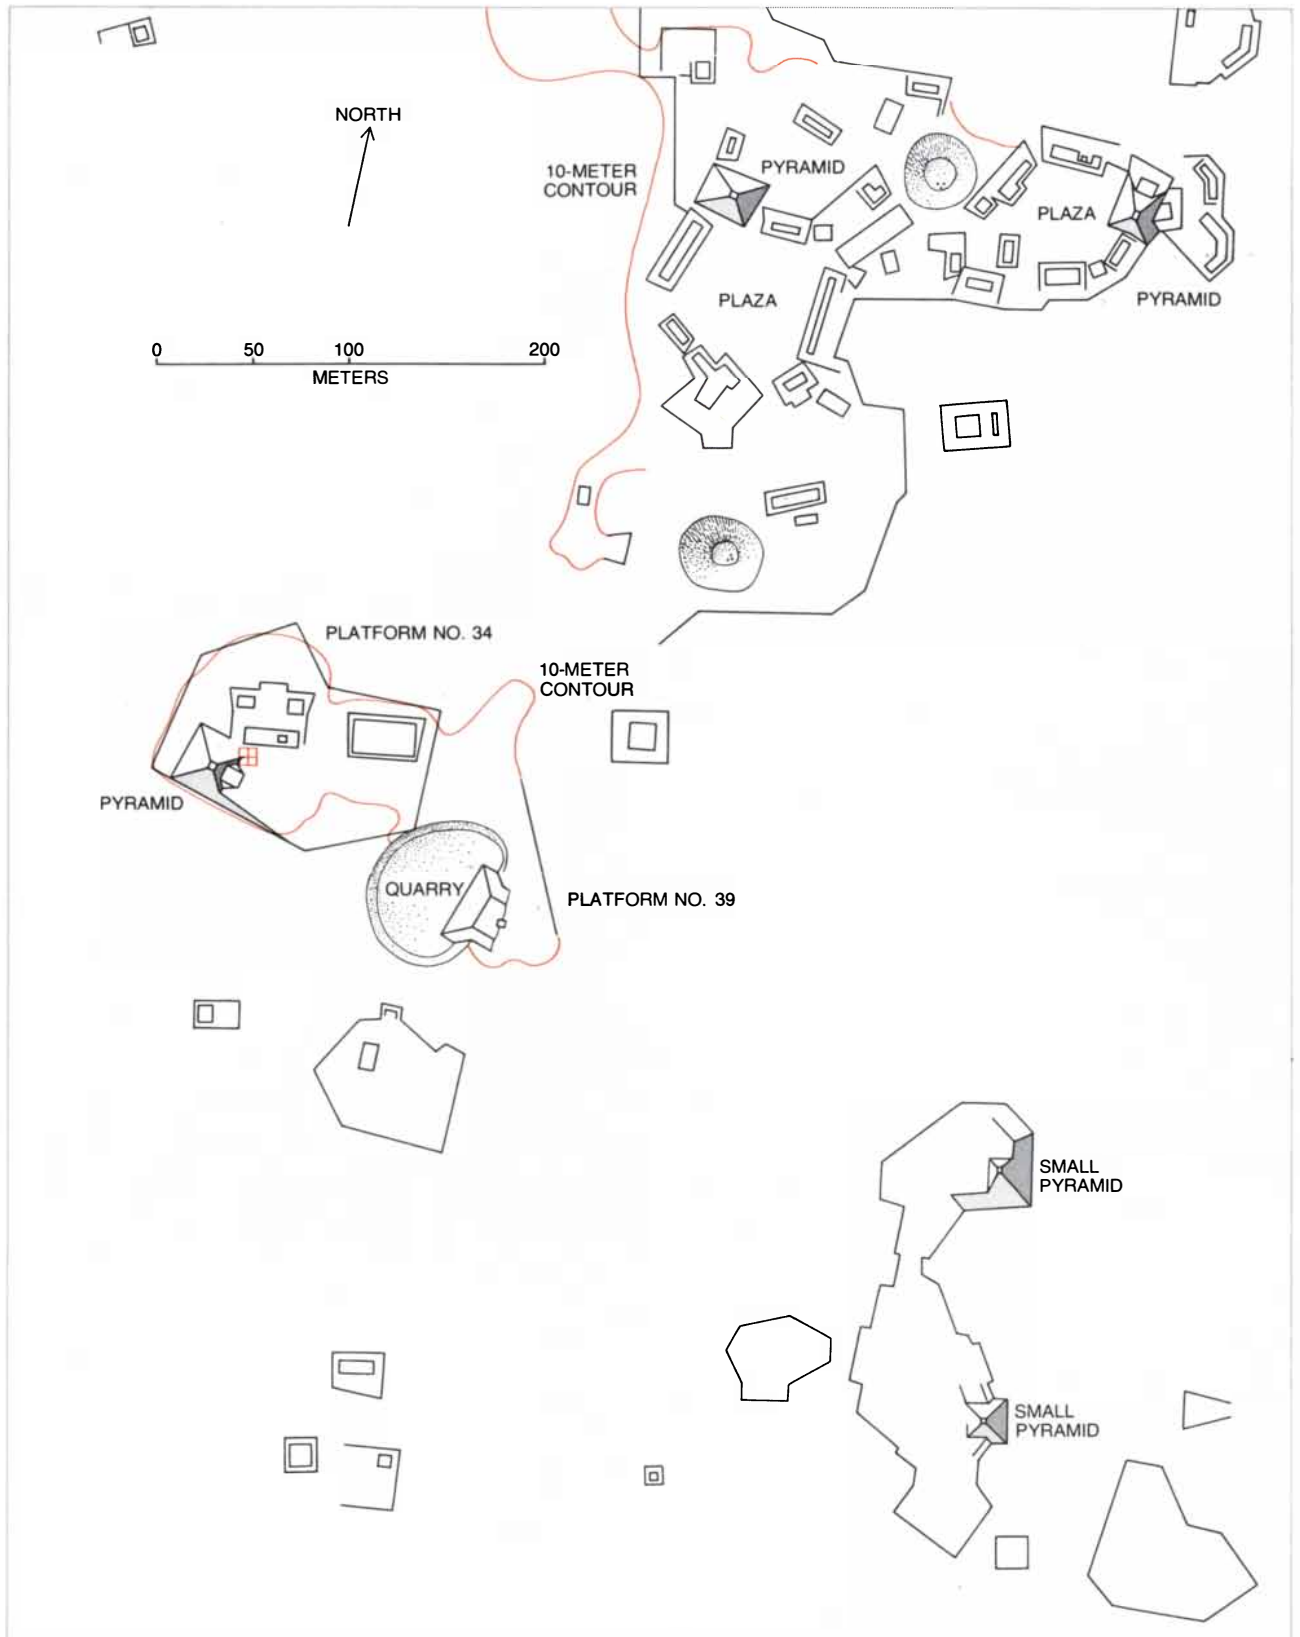 NORTH
10-METER
CONTOUR
PYRAMID
PLAZA
PLAZA
PYRAMID
0 50 100 200
METERS
PLATFORM NO. 34
10-METER
CONTOUR
PYRAMID
QUARRY
PLATFORM NO. 39
SMALL
PYRAMID
SMALL
PYRAMID